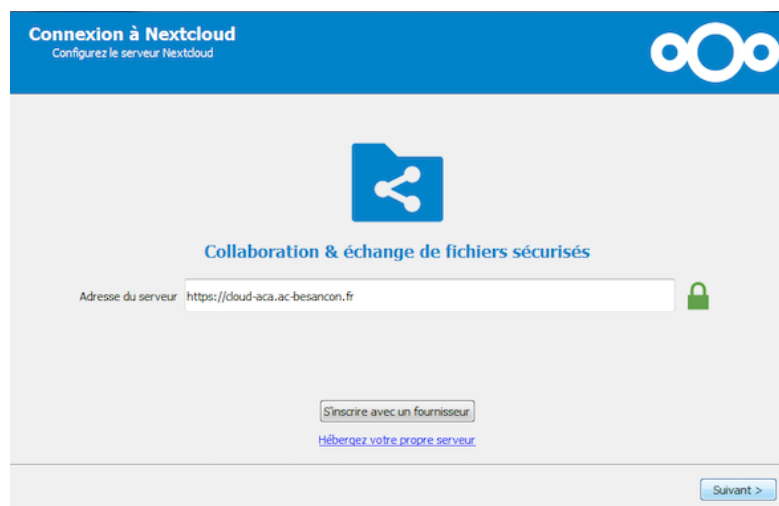 Connexion à Nextcloud
Configurez le serveur Nextcloud
Collaboration & échange de fichiers sécurisés
Adresse du serveur https://cloud-aca.ac-besancon.fr
S'inscrire avec un fournisseur
Hébergez votre propre serveur
Suivant >